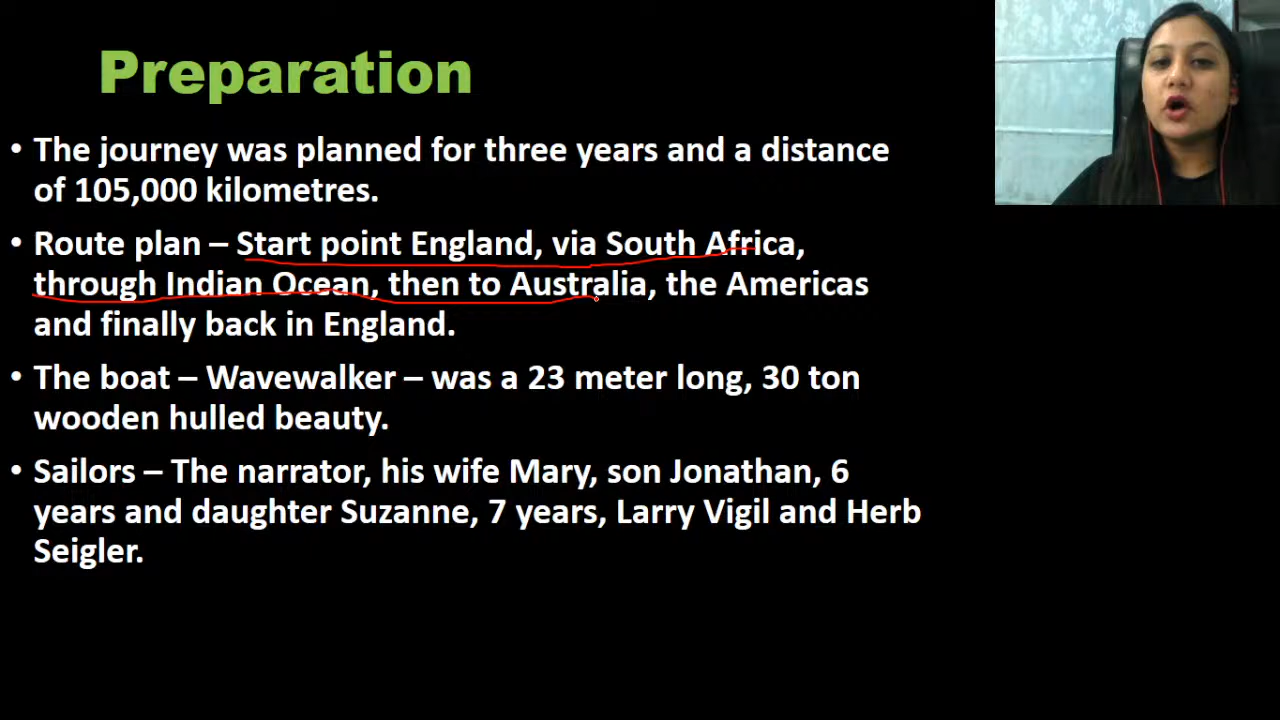 Preparation
• The journey was planned for three years and a distance
of 105,000 kilometres.
• Route plan – Start point England, via South Africa,
through Indian Ocean, then to Australia, the Americas
and finally back in England.
• The boat – Wavewalker – was a 23 meter long, 30 ton
wooden hulled beauty.
• Sailors – The narrator, his wife Mary, son Jonathan, 6
years and daughter Suzanne, 7 years, Larry Vigil and Herb
Seigler.